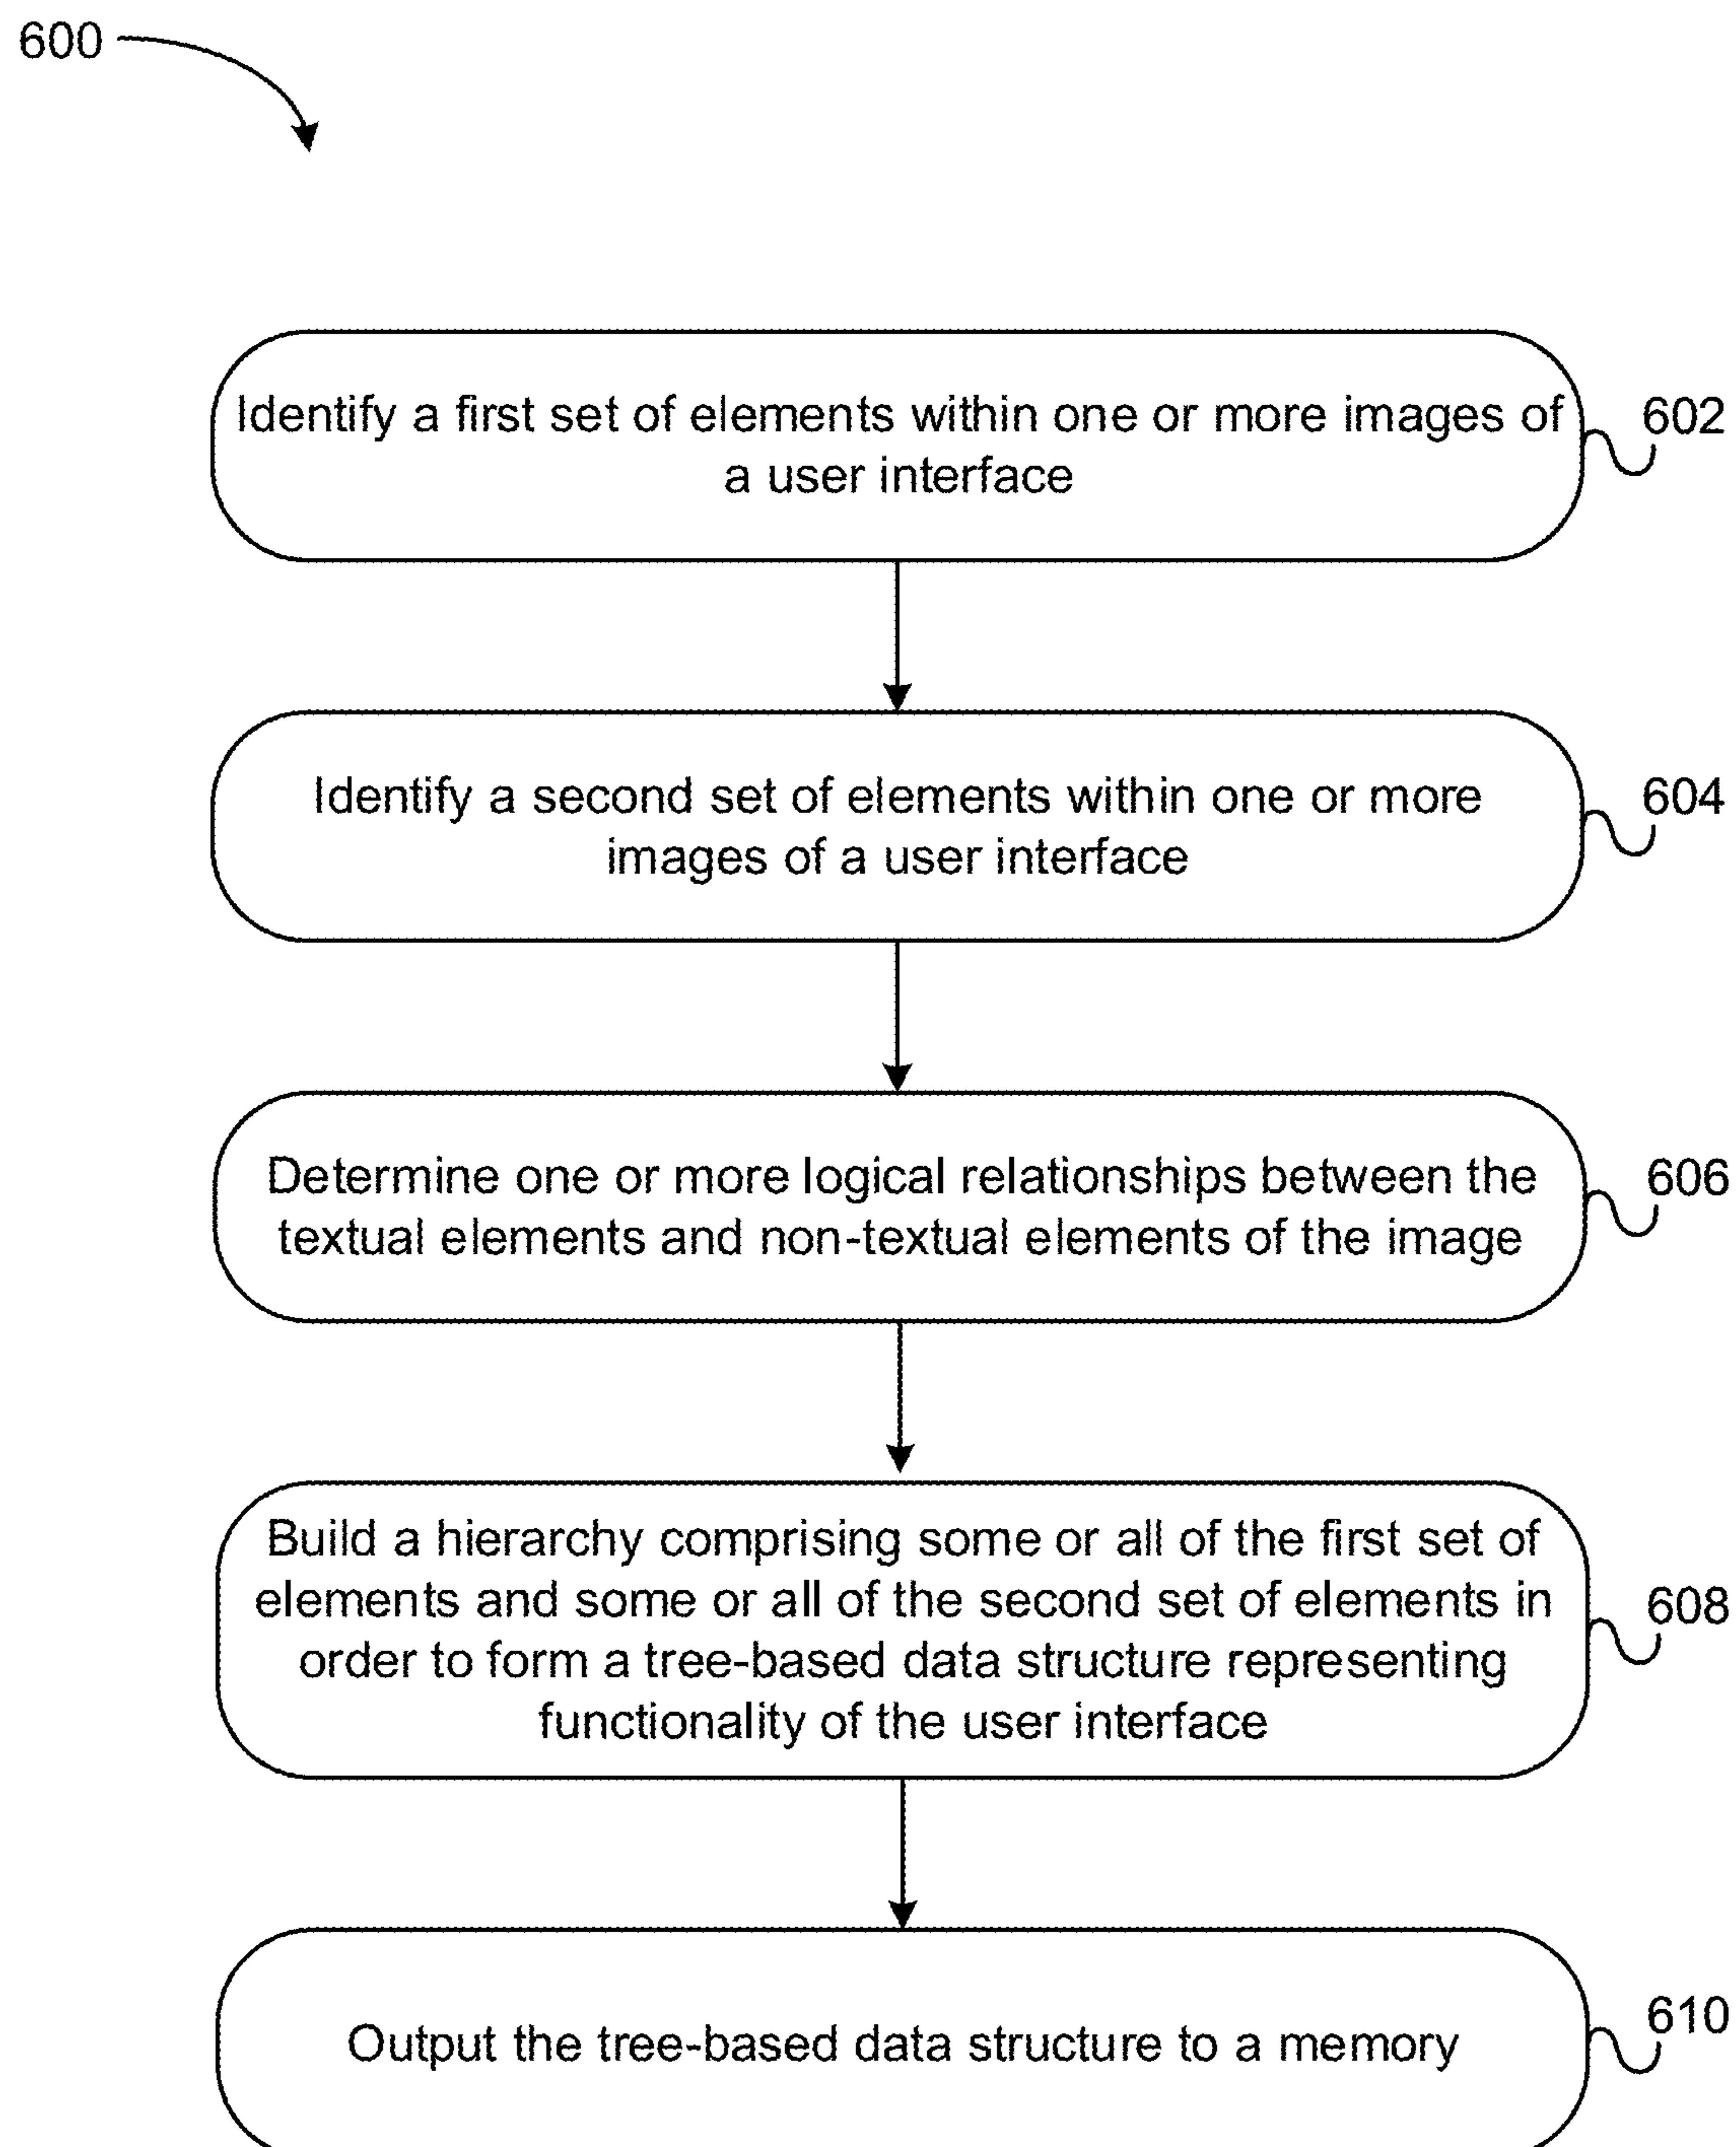 600
Identify a first set of elements within one or more images of
a user interface
602
Identify a second set of elements within one or more
images of a user interface
604
Determine one or more logical relationships between the
textual elements and non-textual elements of the image
606
Build a hierarchy comprising some or all of the first set of
elements and some or all of the second set of elements in
order to form a tree-based data structure representing
functionality of the user interface
608
Output the tree-based data structure to a memory
610